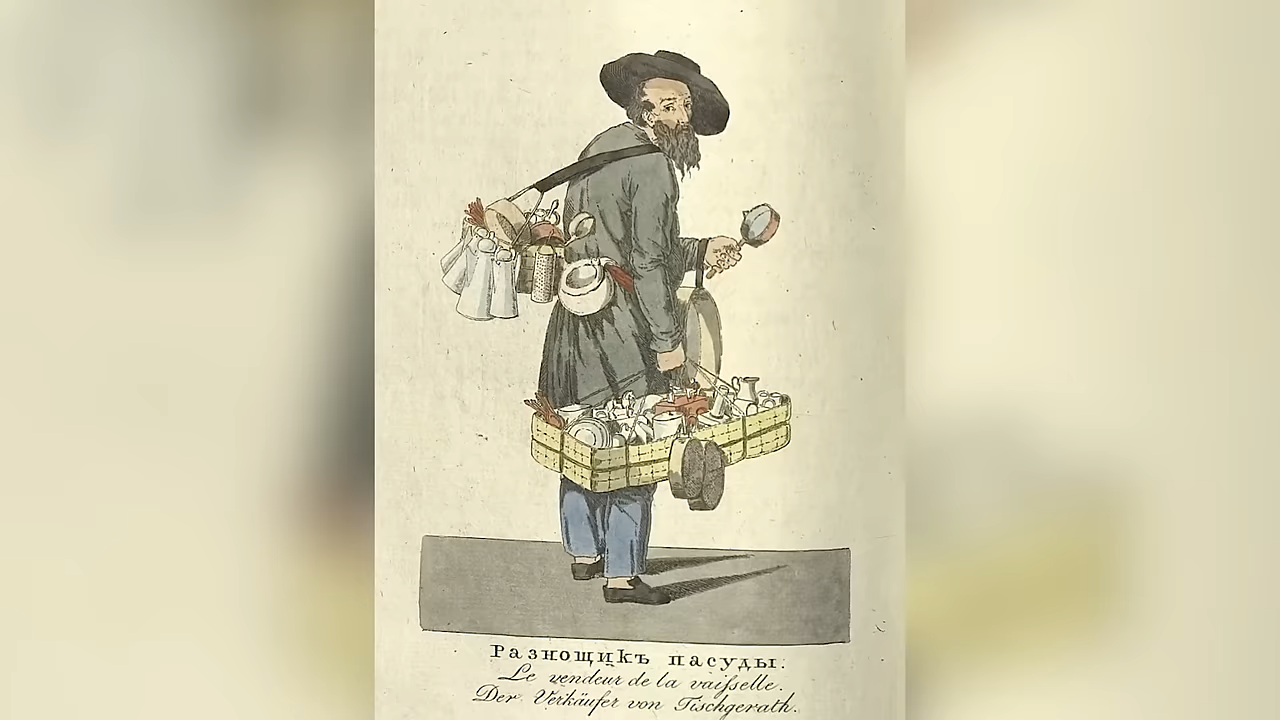 Разнощикъ пасуды.
Le vendeur de la vaiſselle.
Der Verkäufer von Tischgerath.